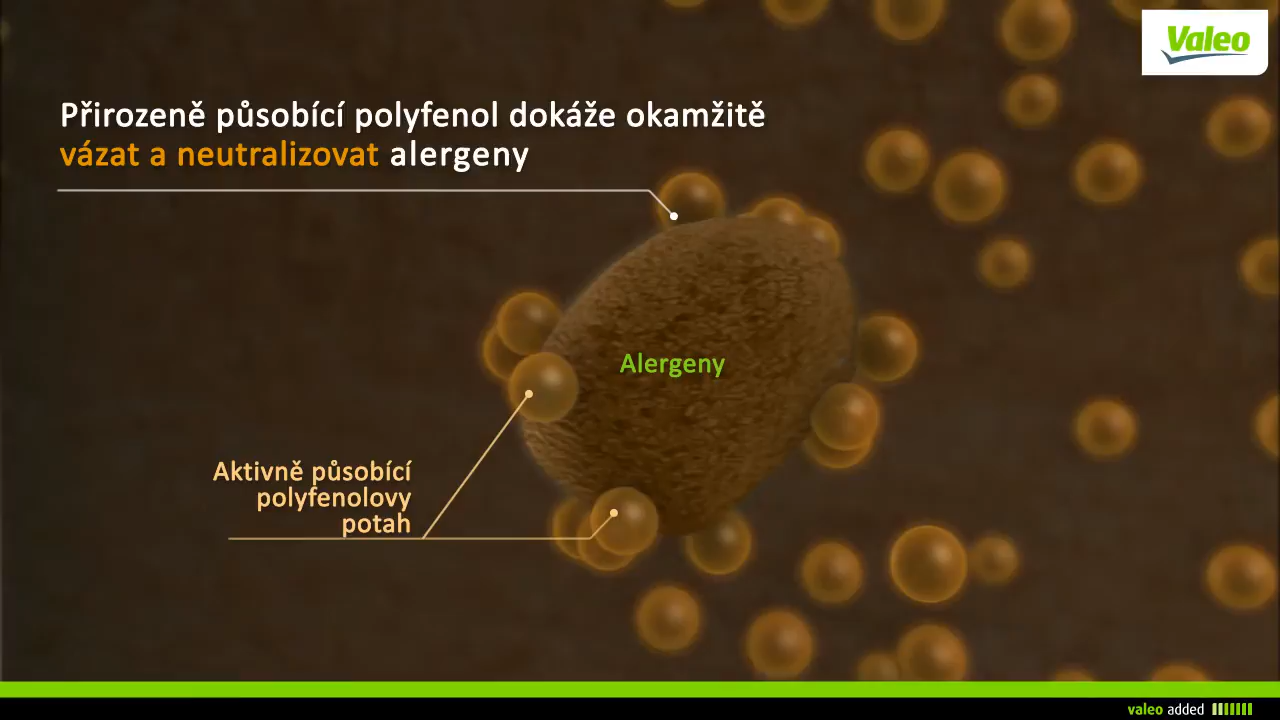 Valeo
Přirozeně působící polyfenol dokáže okamžitě
vázat a neutralizovat alergeny
Alergeny
Aktivně působící
polyfenolovy
potah
valeo added